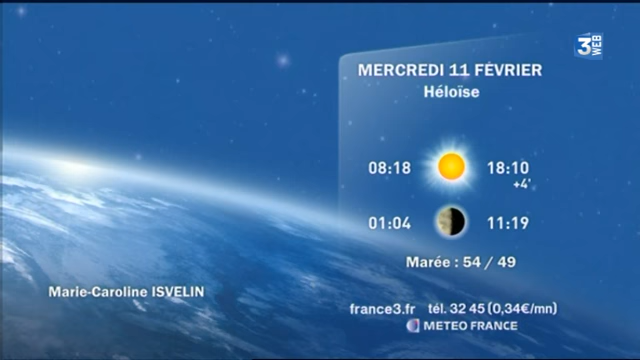 3 WEB
MERCREDI 11 FÉVRIER
Héloïse
08:18 18:10
+4'
01:04 11:19
Marée : 54 / 49
Marie-Caroline ISVELIN
france3.fr tél. 32 45 (0,34€/mn)
METEO FRANCE